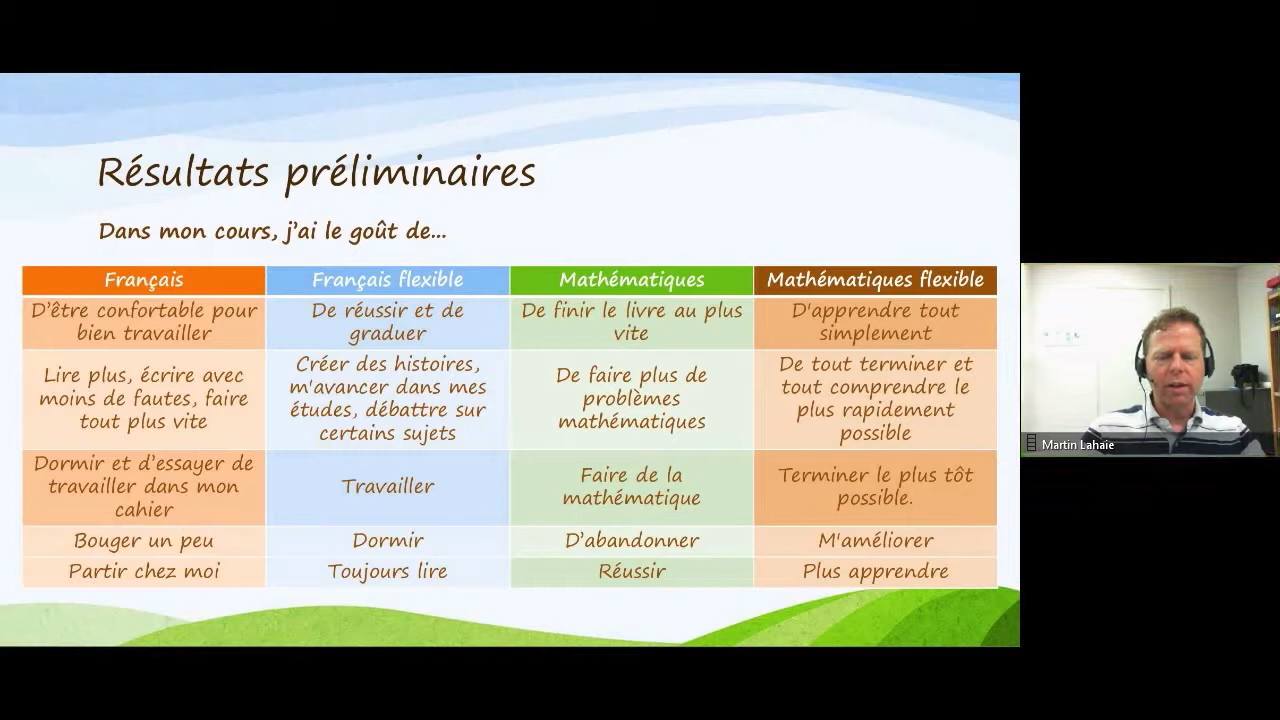 Résultats préliminaires
Dans mon cours, j'ai le goût de...
Français
Français flexible
Mathématiques
Mathématiques flexible
D'être confortable pour
bien travailler
De réussir et de
graduer
De finir le livre au plus
vite
D'apprendre tout
simplement
Lire plus, écrire avec
moins de fautes, faire
tout plus vite
Créer des histoires,
m'avancer dans mes
études, débattre sur
certains sujets
De faire plus de
problèmes
mathématiques
De tout terminer et
tout comprendre le
plus rapidement
possible
Dormir et d'essayer de
travailler dans mon
cahier
Travailler
Faire de la
mathématique
Terminer le plus tôt
possible.
Bouger un peu
Dormir
D'abandonner
M'améliorer
Partir chez moi
Toujours lire
Réussir
Plus apprendre
Martin Lahaie